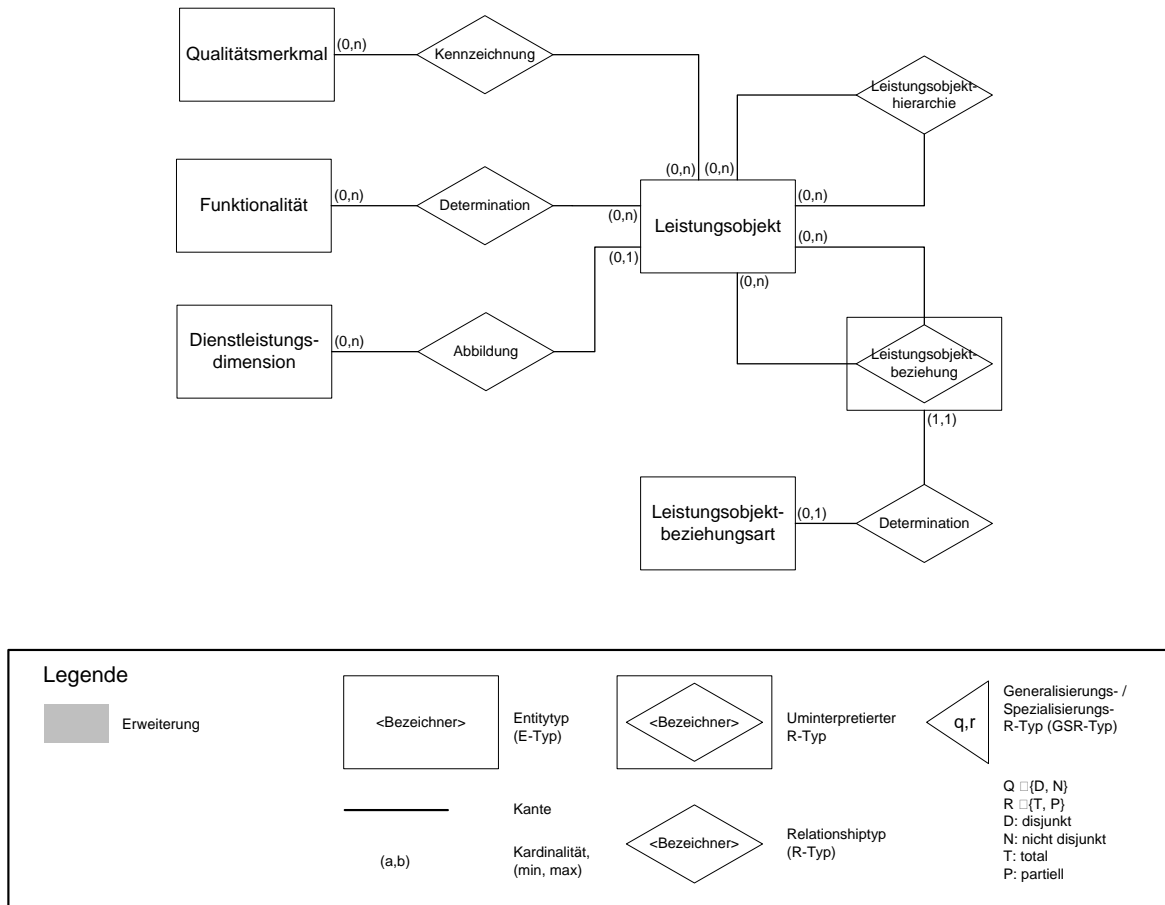 Qualitätsmerkmal
(0,n)
Kennzeichnung
(0,n)
Leistungsobjekt-
hierarchie
(0,n)
(0,n)
Funktionalität
(0,n)
Determination
(0,n)
Leistungsobjekt
(0,n)
Dienstleistungs-
dimension
(0,n)
Abbildung
(0,1)
(0,n)
Leistungsobjekt-
beziehung
(1,1)
Leistungsobjekt-
beziehungsart
(0,1)
Determination
Legende
Erweiterung
<Bezeichner>
Entitytyp
(E-Typ)
Kante
(a,b)
Kardinalität,
(min, max)
<Bezeichner>
Uminterpretierter
R-Typ
<Bezeichner>
Relationshiptyp
(R-Typ)
q,r
Generalisierungs- /
Spezialisierungs-
R-Typ (GSR-Typ)
Q □{D, N}
R □{T, P}
D: disjunkt
N: nicht disjunkt
T: total
P: partiell
(0,n)